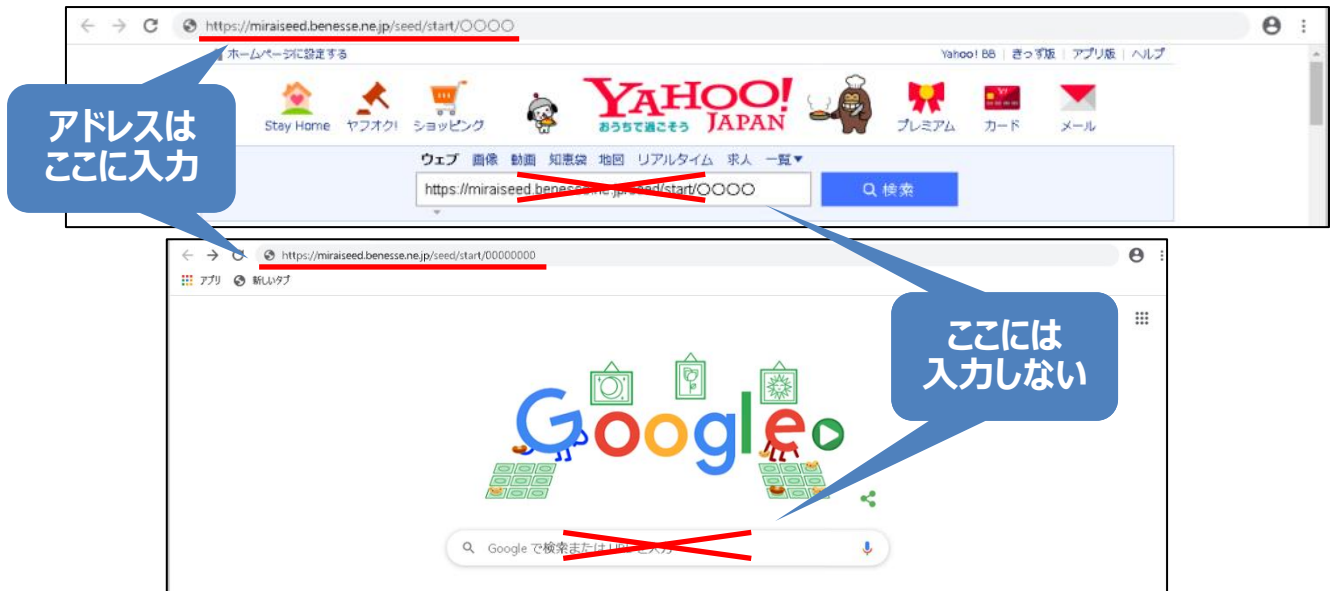 https://miraiseed.benesse.ne.jp/seed/start/〇〇〇〇
ホームページに設定する
Yahoo! BB きっず版 アプリ版 ヘルプ
アドレスは
ここに入力
Stay Home ヤフオク! ショッピング
YAHOO!
おうちで過ごそう JAPAN
プレミアム カード メール
ウェブ 画像 動画 知恵袋 地図 リアルタイム 求人 一覧▼
https://miraiseed.benesse.ne.jp/seed/start/〇〇〇〇
検索
https://miraiseed.benesse.ne.jp/seed/start/00000000
アプリ 新しいタブ
ここには
入力しない
Google
Google で検索または URL を入力